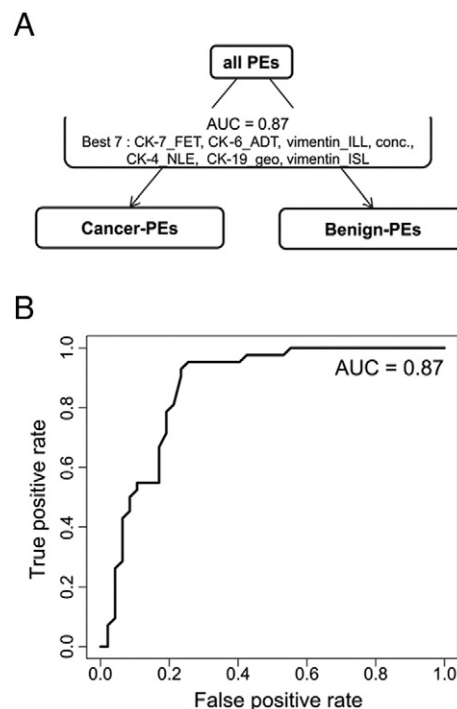 A
all PEs
AUC = 0.87
Best 7 : CK-7_FET, CK-6_ADT, vimentin_ILL, conc.,
CK-4_NLE, CK-19_geo, vimentin_ISL
Cancer-PEs
Benign-PEs
B
AUC = 0.87
True positive rate
1.0
0.8
0.6
0.4
0.2
0.0
0.0 0.2 0.4 0.6 0.8 1.0
False positive rate